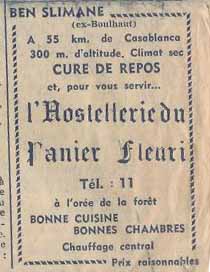 BEN SLIMANE
(ex-Boulhaut)
A 55 km. de Casablanca
300 m. d'altitude. Climat sec
CURE DE REPOS
et, pour vous servir...
l'Hostellerie du
Panier Fleuri
Tél. : 11
à l'orée de la forêt
BONNE CUISINE
BONNES CHAMBRES
Chauffage central
Prix raisonnables